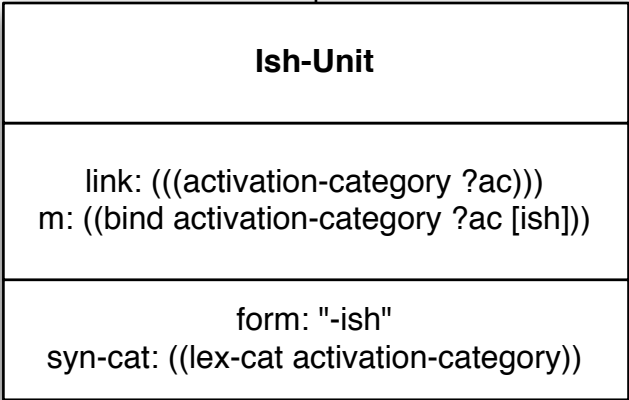 Ish-Unit
link: (((activation-category ?ac)))
m: ((bind activation-category ?ac [ish]))
form: "-ish"
syn-cat: ((lex-cat activation-category))